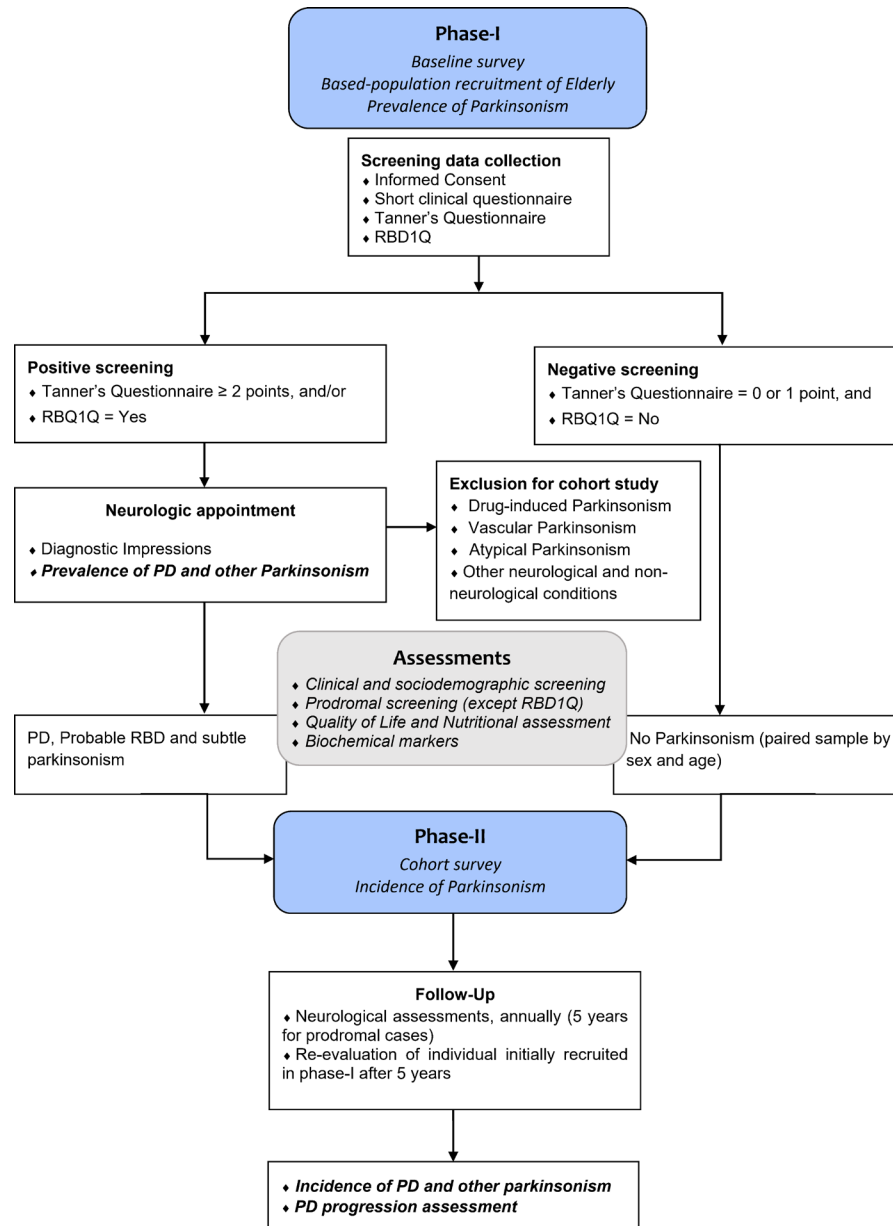 Phase-I
Baseline survey
Based-population recruitment of Elderly
Prevalence of Parkinsonism
Screening data collection
♦ Informed Consent
♦ Short clinical questionnaire
♦ Tanner's Questionnaire
♦ RBD1Q
Positive screening
♦ Tanner's Questionnaire ≥ 2 points, and/or
♦ RBQ1Q = Yes
Negative screening
♦ Tanner's Questionnaire = 0 or 1 point, and
♦ RBQ1Q = No
Neurologic appointment
♦ Diagnostic Impressions
♦ Prevalence of PD and other Parkinsonism
Exclusion for cohort study
♦ Drug-induced Parkinsonism
♦ Vascular Parkinsonism
♦ Atypical Parkinsonism
♦ Other neurological and non-
neurological conditions
Assessments
♦ Clinical and sociodemographic screening
♦ Prodromal screening (except RBD1Q)
♦ Quality of Life and Nutritional assessment
♦ Biochemical markers
PD, Probable RBD and subtle
parkinsonism
No Parkinsonism (paired sample by
sex and age)
Phase-II
Cohort survey
Incidence of Parkinsonism
Follow-Up
♦ Neurological assessments, annually (5 years
for prodromal cases)
♦ Re-evaluation of individual initially recruited
in phase-I after 5 years
♦ Incidence of PD and other parkinsonism
♦ PD progression assessment